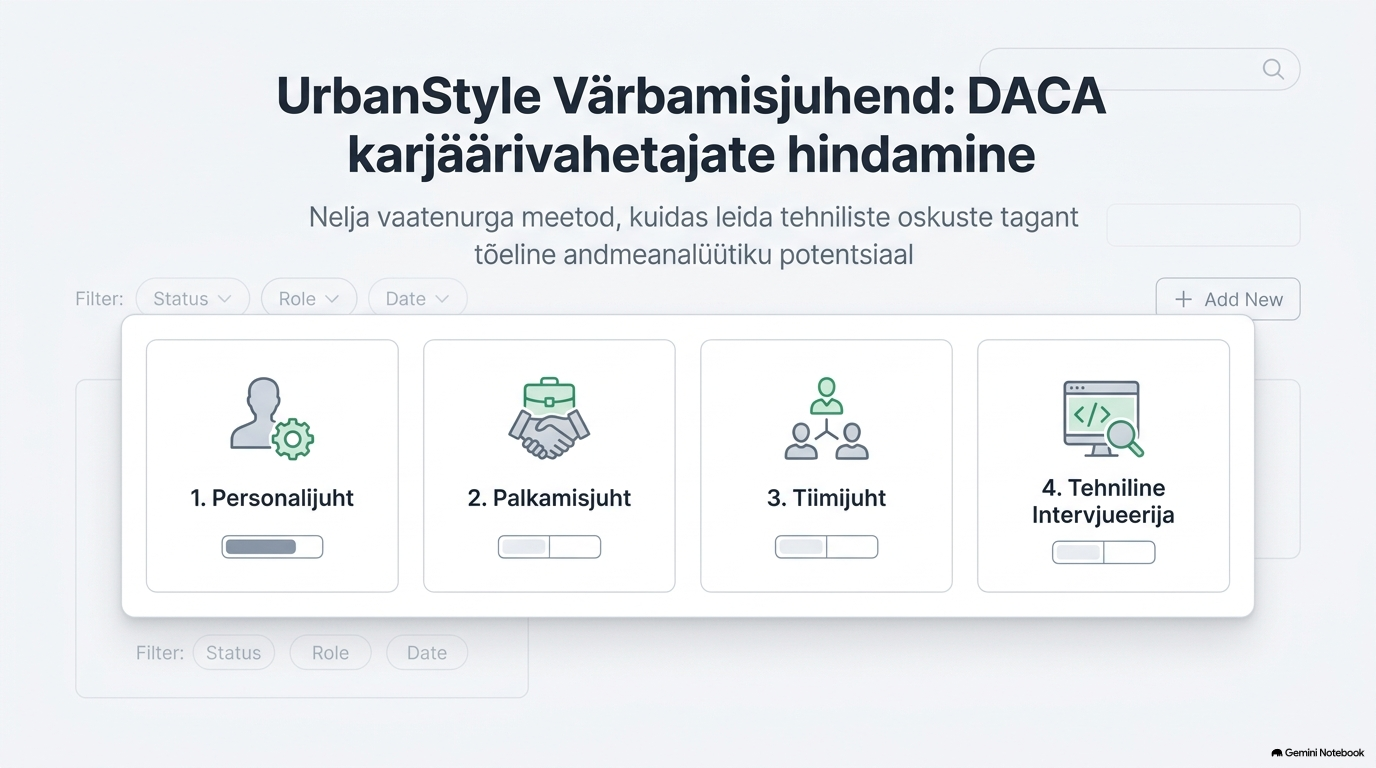 UrbanStyle Värbamisjuhend: DACA
karjäärivahetajate hindamine
Nelja vaatenurga meetod, kuidas leida tehniliste oskuste tagant
tõeline andmeanalüütiku potentsiaal
Filter: Status Role Date
+ Add New
1. Personalijuht
2. Palkamisjuht
3. Tiimijuht
4. Tehniline
Intervjueerija
Filter: Status Role Date
Gemini Notebook